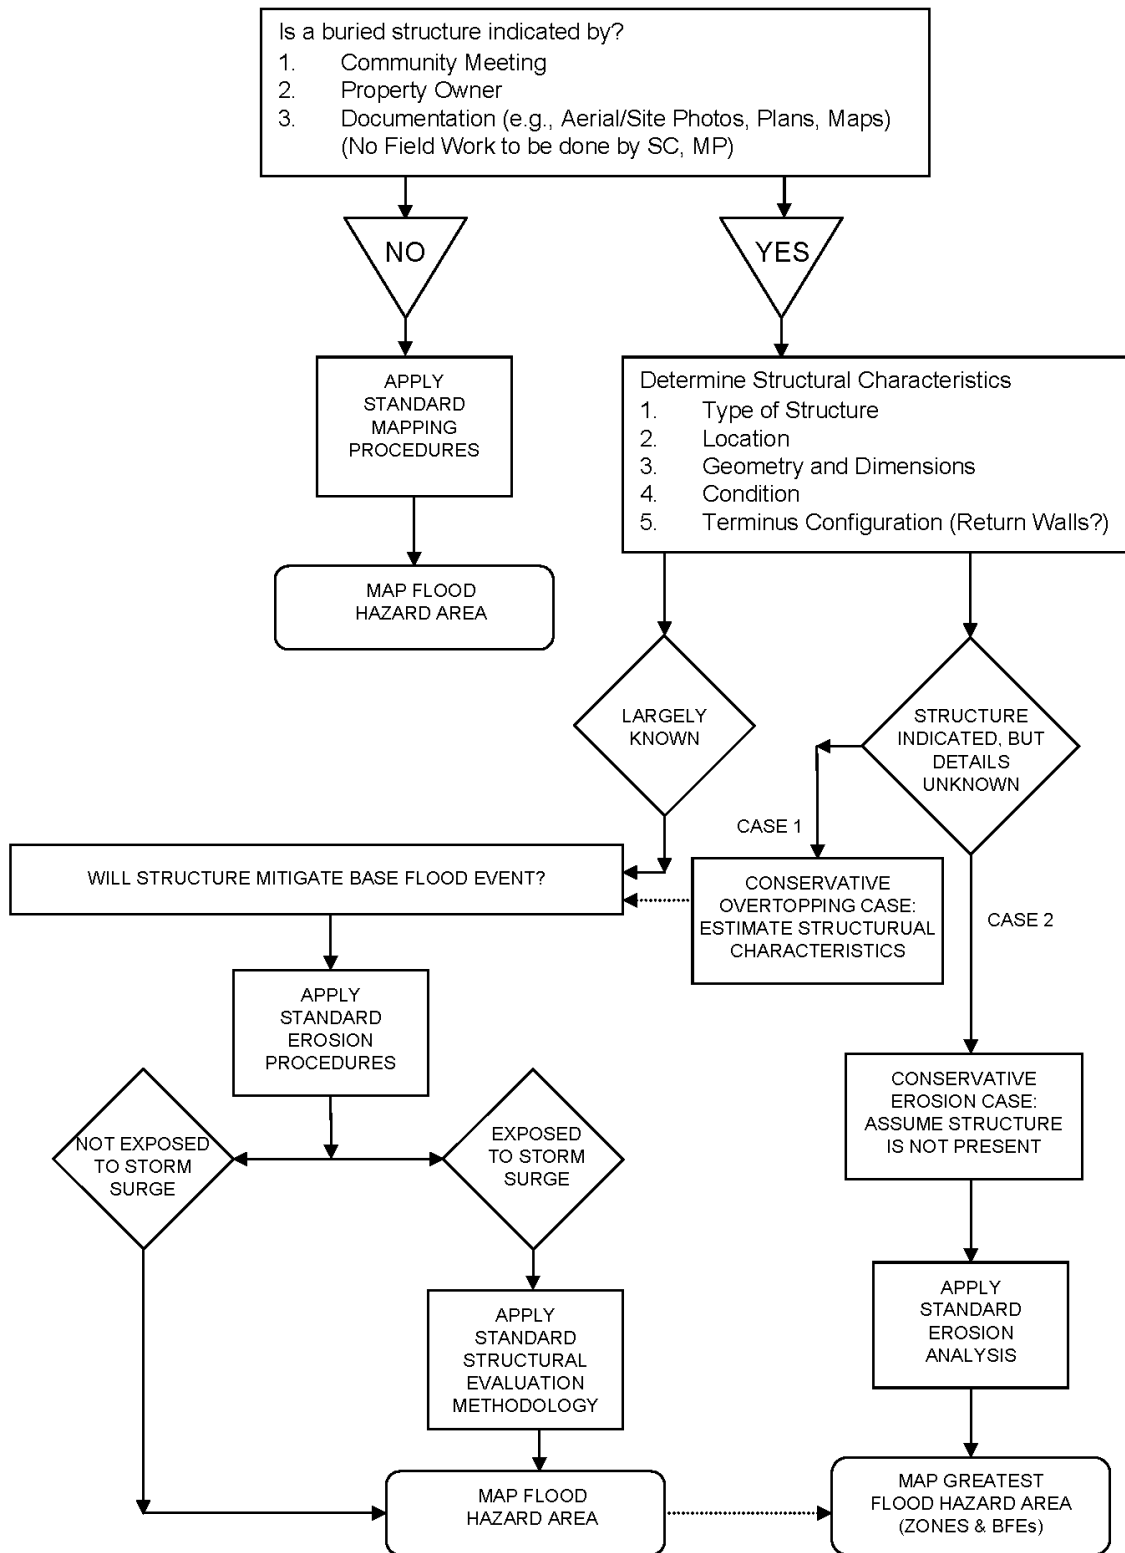 Is a buried structure indicated by?
1. Community Meeting
2. Property Owner
3. Documentation (e.g., Aerial/Site Photos, Plans, Maps)
(No Field Work to be done by SC, MP)
NO
YES
APPLY
STANDARD
MAPPING
PROCEDURES
Determine Structural Characteristics
1. Type of Structure
2. Location
3. Geometry and Dimensions
4. Condition
5. Terminus Configuration (Return Walls?)
MAP FLOOD
HAZARD AREA
LARGELY
KNOWN
STRUCTURE
INDICATED, BUT
DETAILS
UNKNOWN
CASE 1
WILL STRUCTURE MITIGATE BASE FLOOD EVENT?
CONSERVATIVE
OVERTOPPING CASE:
ESTIMATE STRUCTURUAL
CHARACTERISTICS
CASE 2
APPLY
STANDARD
EROSION
PROCEDURES
CONSERVATIVE
EROSION CASE:
ASSUME STRUCTURE
IS NOT PRESENT
NOT EXPOSED
TO STORM
SURGE
EXPOSED
TO STORM
SURGE
APPLY
STANDARD
STRUCTURAL
EVALUATION
METHODOLOGY
APPLY
STANDARD
EROSION
ANALYSIS
MAP FLOOD
HAZARD AREA
MAP GREATEST
FLOOD HAZARD AREA
(ZONES & BFEs)